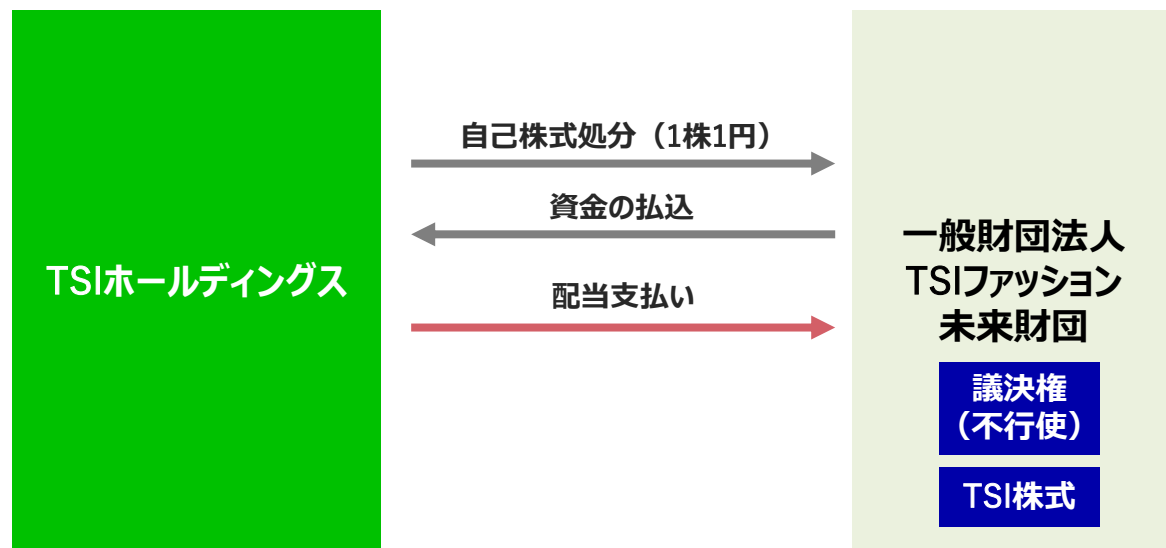 自己株式処分（1株1円）
資金の払込
配当支払い
TSIホールディングス
一般財団法人
TSIファッション
未来財団
議決権
（不行使）
TSI株式